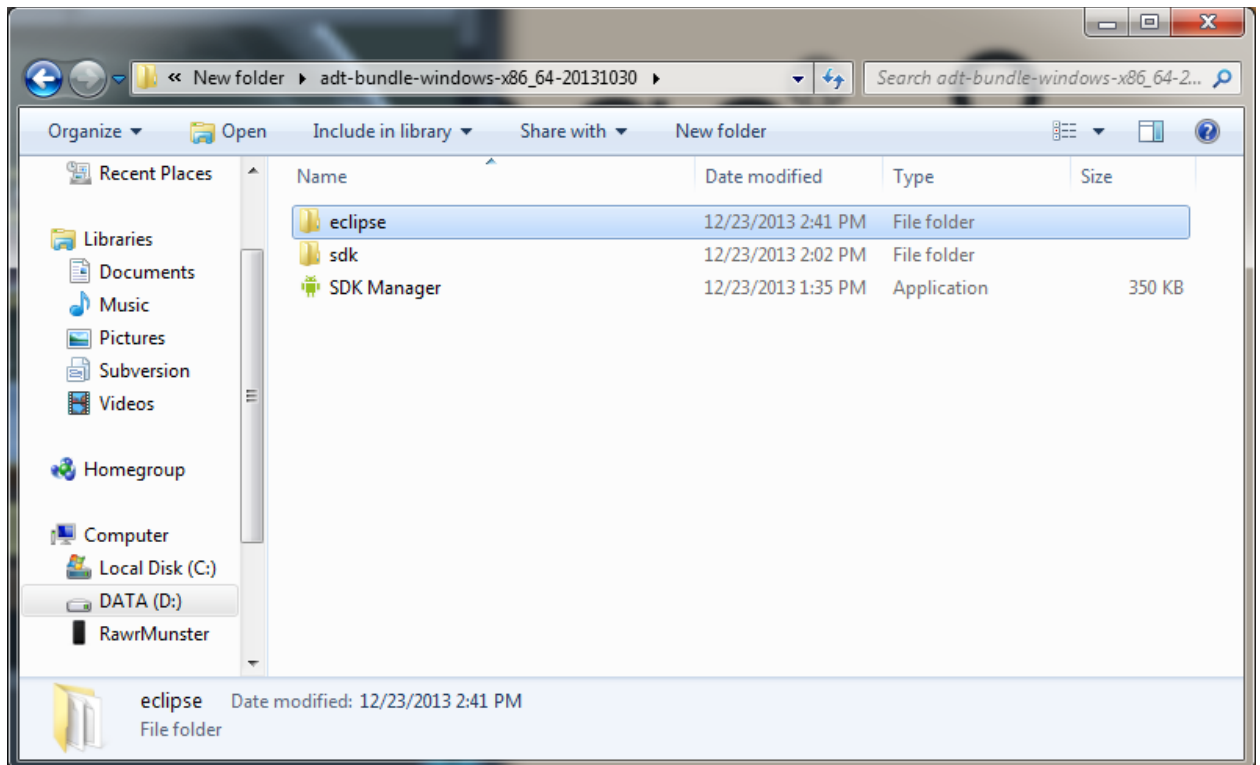 « New folder ▸ adt-bundle-windows-x86_64-20131030 ▸ Search adt-bundle-windows-x86_64-2...
Organize Open Include in library Share with New folder
Recent Places
Libraries
Documents
Music
Pictures
Subversion
Videos
Homegroup
Computer
Local Disk (C:)
DATA (D:)
RawrMunster
Name Date modified Type Size
eclipse 12/23/2013 2:41 PM File folder
sdk 12/23/2013 2:02 PM File folder
SDK Manager 12/23/2013 1:35 PM Application 350 KB
eclipse Date modified: 12/23/2013 2:41 PM
File folder